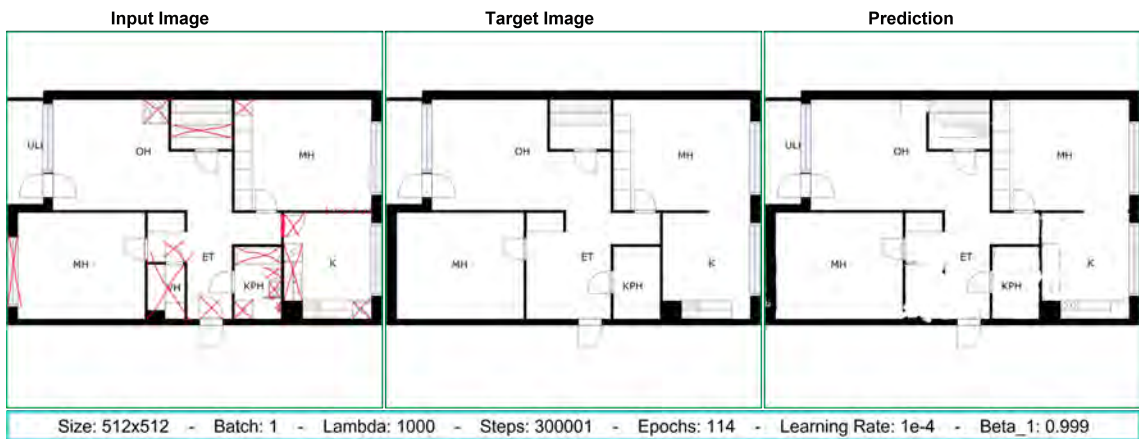 Input Image Target Image Prediction
ULI OH MH OH MH ULI OH MH
MH ET K MH ET K MH ET K
KPH KPH KPH
Size: 512x512 - Batch: 1 - Lambda: 1000 - Steps: 300001 - Epochs: 114 - Learning Rate: 1e-4 - Beta_1: 0.999